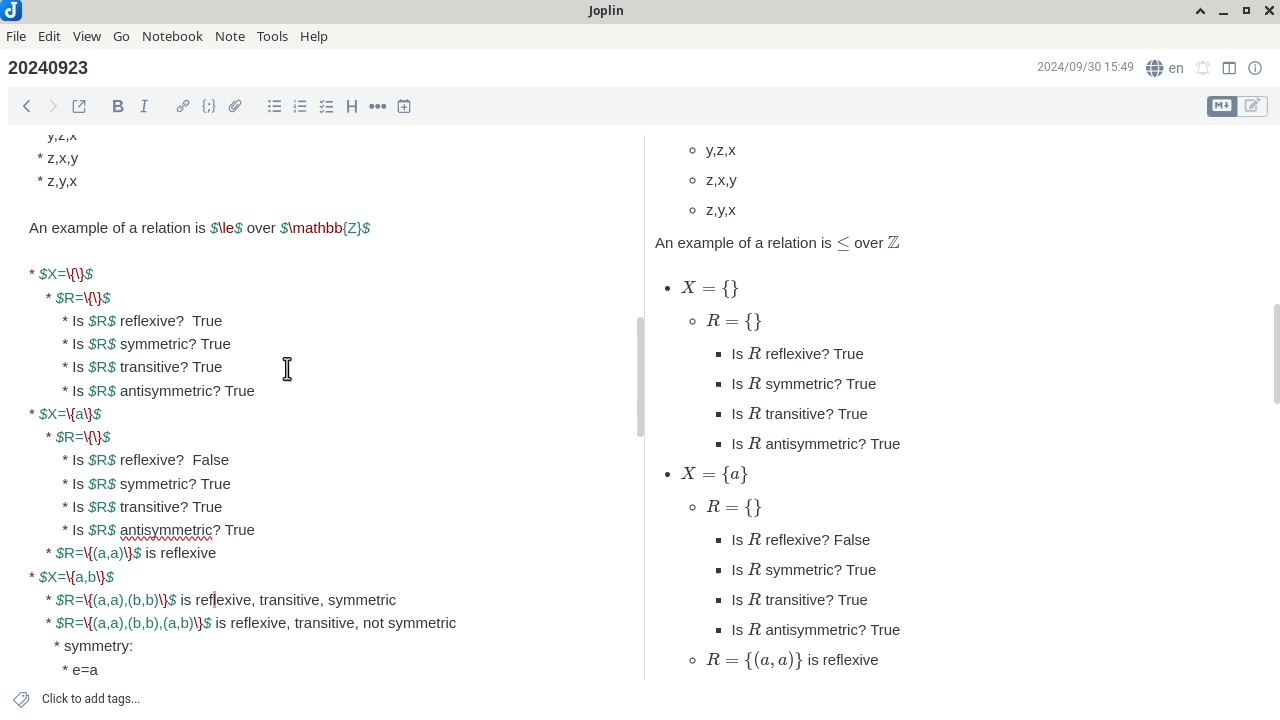 Joplin
File Edit View Go Notebook Note Tools Help
20240923
2024/09/30 15:49 en
B I H M↓
y,z,x
* z,x,y
* z,y,x
An example of a relation is $\le$ over $\mathbb{Z}$
* $X=\{\}$
* $R=\{\}$
* Is $R$ reflexive?  True
* Is $R$ symmetric? True
* Is $R$ transitive? True
* Is $R$ antisymmetric? True
* $X=\{a\}$
* $R=\{\}$
* Is $R$ reflexive?  False
* Is $R$ symmetric? True
* Is $R$ transitive? True
* Is $R$ antisymmetric? True
* $R=\{(a,a)\}$ is reflexive
* $X=\{a,b\}$
* $R=\{(a,a),(b,b)\}$ is reflexive, transitive, symmetric
* $R=\{(a,a),(b,b),(a,b)\}$ is reflexive, transitive, not symmetric
* symmetry:
* e=a
y,z,x
z,x,y
z,y,x
An example of a relation is ≤ over ℤ
X = {}
R = {}
Is R reflexive? True
Is R symmetric? True
Is R transitive? True
Is R antisymmetric? True
X = {a}
R = {}
Is R reflexive? False
Is R symmetric? True
Is R transitive? True
Is R antisymmetric? True
R = {(a, a)} is reflexive
Click to add tags...